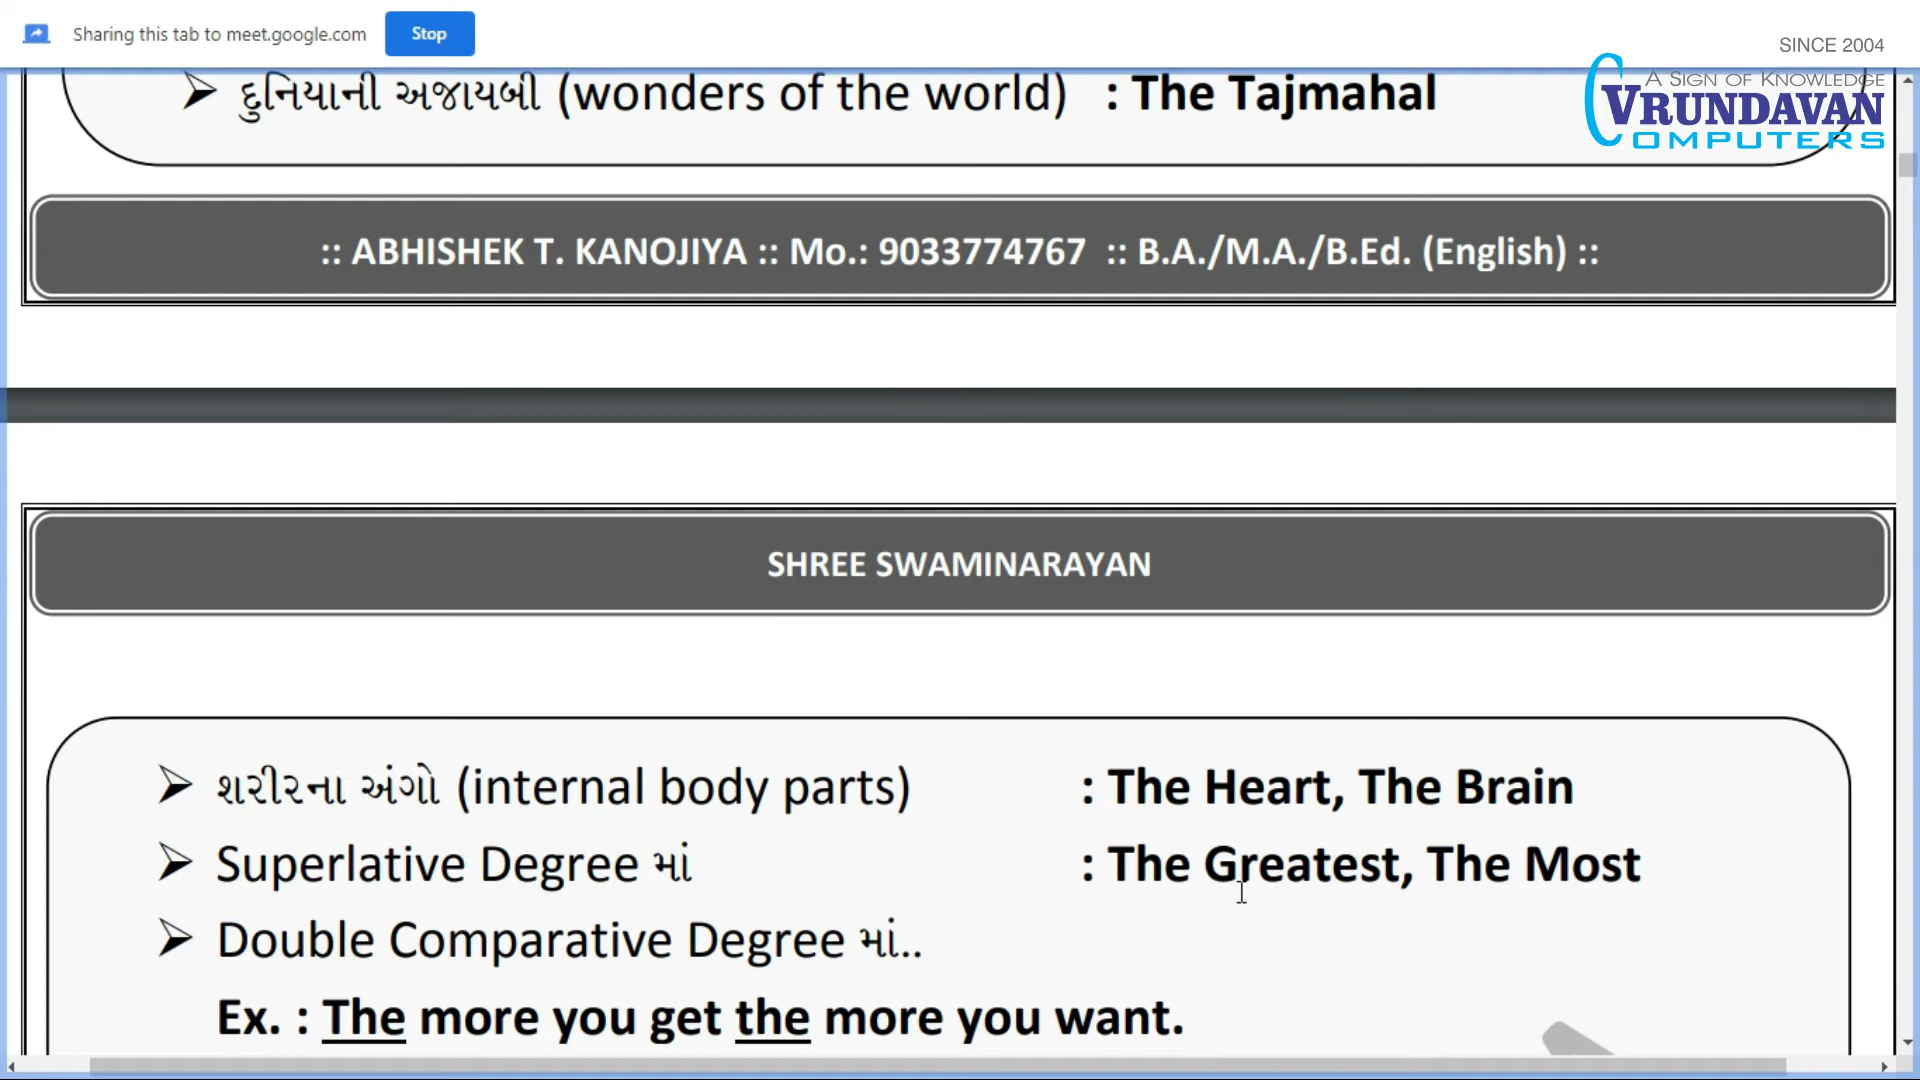 Sharing this tab to meet.google.com Stop
SINCE 2004
A SIGN OF KNOWLEDGE
VRUNDAVAN
COMPUTERS
➢ દુનિયાની અજાયબી (wonders of the world) : The Tajmahal
:: ABHISHEK T. KANOJIYA :: Mo.: 9033774767 :: B.A./M.A./B.Ed. (English) ::
SHREE SWAMINARAYAN
➢ શરીરના અંગો (internal body parts) : The Heart, The Brain
➢ Superlative Degree માં : The Greatest, The Most
➢ Double Comparative Degree માં..
Ex. : The more you get the more you want.